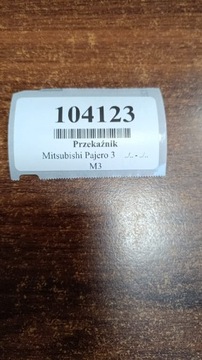 104123
Przekaźnik
Mitsubishi Pajero 3 ../.. - ../..
M3